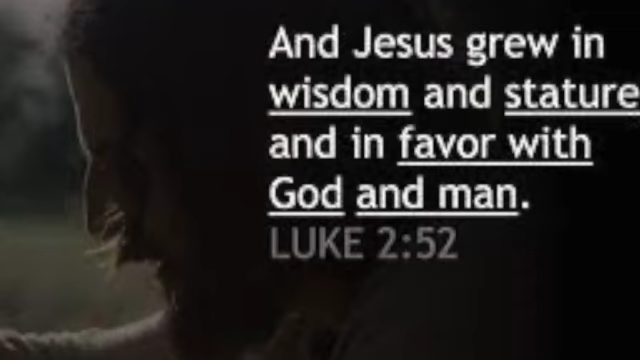 And Jesus grew in
wisdom and stature
and in favor with
God and man.
LUKE 2:52